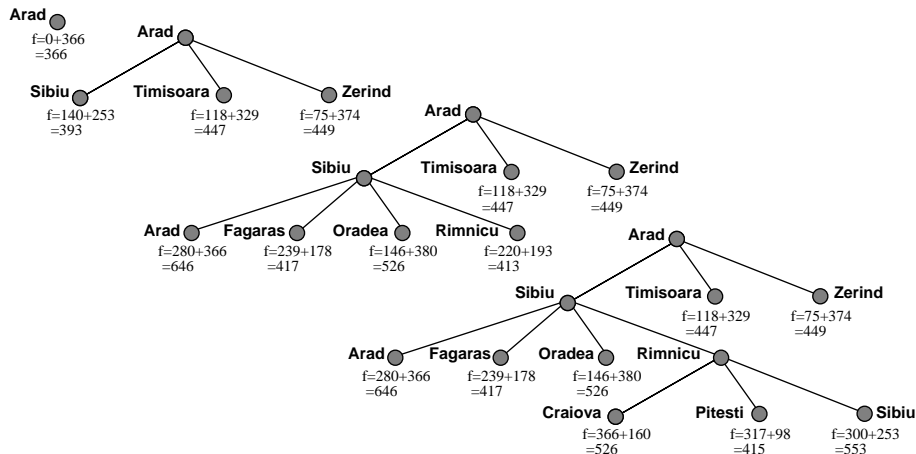 Arad
f=0+366
=366
Arad
Sibiu
f=140+253
=393
Timisoara
f=118+329
=447
Zerind
f=75+374
=449
Arad
Sibiu
Timisoara
f=118+329
=447
Zerind
f=75+374
=449
Arad
f=280+366
=646
Fagaras
f=239+178
=417
Oradea
f=146+380
=526
Rimnicu
f=220+193
=413
Arad
Sibiu
Timisoara
f=118+329
=447
Zerind
f=75+374
=449
Arad
f=280+366
=646
Fagaras
f=239+178
=417
Oradea
f=146+380
=526
Rimnicu
Craiova
f=366+160
=526
Pitesti
f=317+98
=415
Sibiu
f=300+253
=553